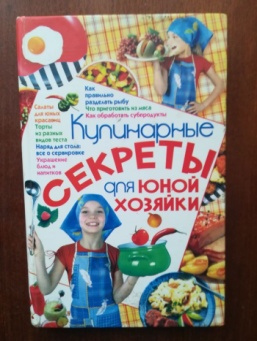 Как
правильно
разделать рыбу
Что приготовить из мяса
Как обработать субпродукты
Салаты
для юных
красавиц
Торты
из разных
видов теста
Наряд для стола:
все о сервировке
Украшение
блюд и
напитков
Кулинарные
СЕКРЕТЫ
для ЮНОЙ
ХОЗЯЙКИ